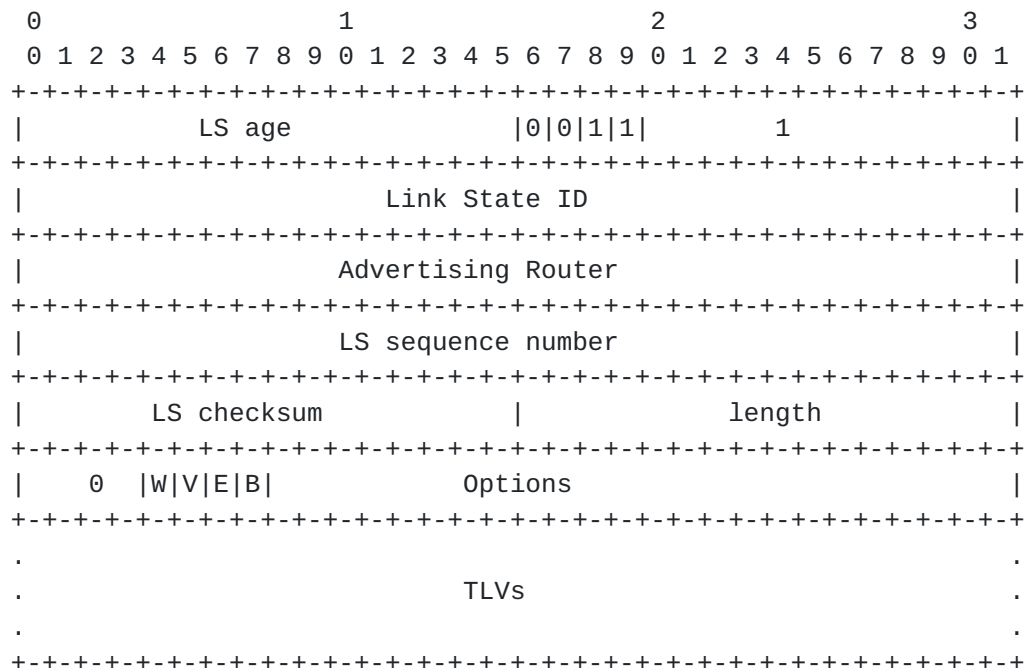 0                   1                   2                   3
 0 1 2 3 4 5 6 7 8 9 0 1 2 3 4 5 6 7 8 9 0 1 2 3 4 5 6 7 8 9 0 1
+-+-+-+-+-+-+-+-+-+-+-+-+-+-+-+-+-+-+-+-+-+-+-+-+-+-+-+-+-+-+-+-+
|           LS age              |0|0|1|1|        1              |
+-+-+-+-+-+-+-+-+-+-+-+-+-+-+-+-+-+-+-+-+-+-+-+-+-+-+-+-+-+-+-+-+
|                       Link State ID                           |
+-+-+-+-+-+-+-+-+-+-+-+-+-+-+-+-+-+-+-+-+-+-+-+-+-+-+-+-+-+-+-+-+
|                    Advertising Router                         |
+-+-+-+-+-+-+-+-+-+-+-+-+-+-+-+-+-+-+-+-+-+-+-+-+-+-+-+-+-+-+-+-+
|                    LS sequence number                         |
+-+-+-+-+-+-+-+-+-+-+-+-+-+-+-+-+-+-+-+-+-+-+-+-+-+-+-+-+-+-+-+-+
|        LS checksum            |             length            |
+-+-+-+-+-+-+-+-+-+-+-+-+-+-+-+-+-+-+-+-+-+-+-+-+-+-+-+-+-+-+-+-+
|    0  |W|V|E|B|            Options                            |
+-+-+-+-+-+-+-+-+-+-+-+-+-+-+-+-+-+-+-+-+-+-+-+-+-+-+-+-+-+-+-+-+
.                                                               .
.                            TLVs                               .
.                                                               .
+-+-+-+-+-+-+-+-+-+-+-+-+-+-+-+-+-+-+-+-+-+-+-+-+-+-+-+-+-+-+-+-+